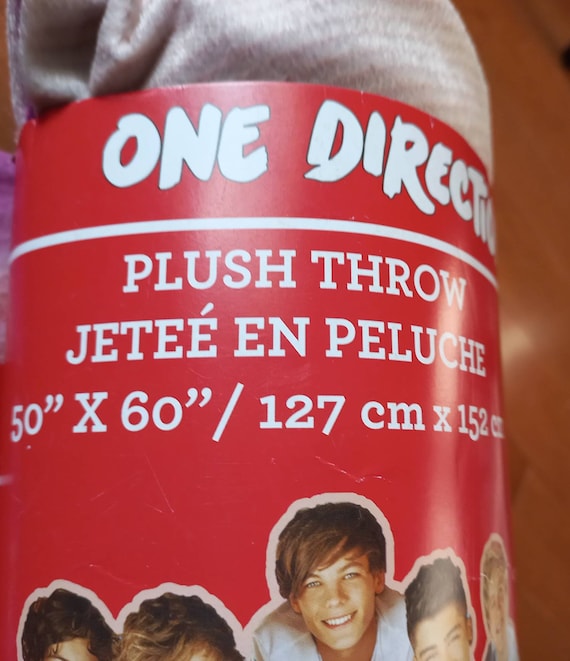 ONE DIRECTI
PLUSH THROW
JETEÉ EN PELUCHE
50" X 60"/ 127 cm x 152 c